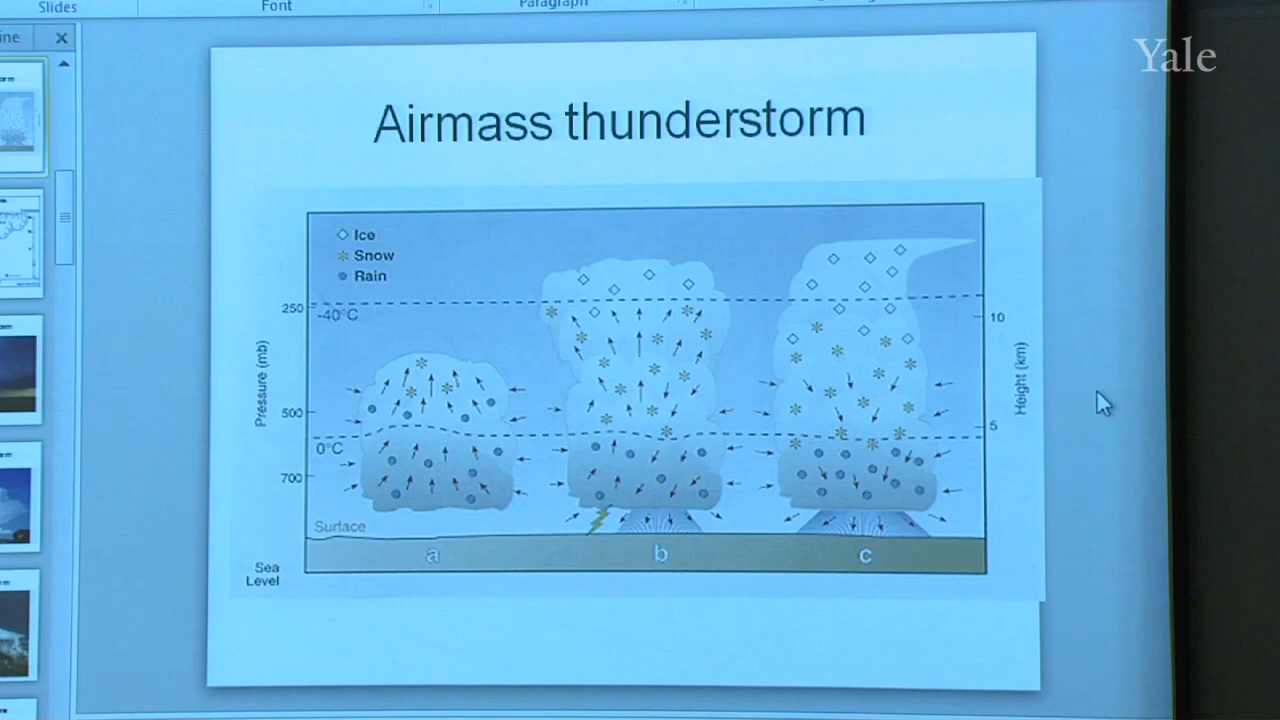 Slides
Font
Paragraph
ine
Yale
Airmass thunderstorm
Ice
Snow
Rain
250
-40°C
10
Pressure (mb)
Height (km)
500
5
0°C
700
Surface
a
b
c
Sea
Level